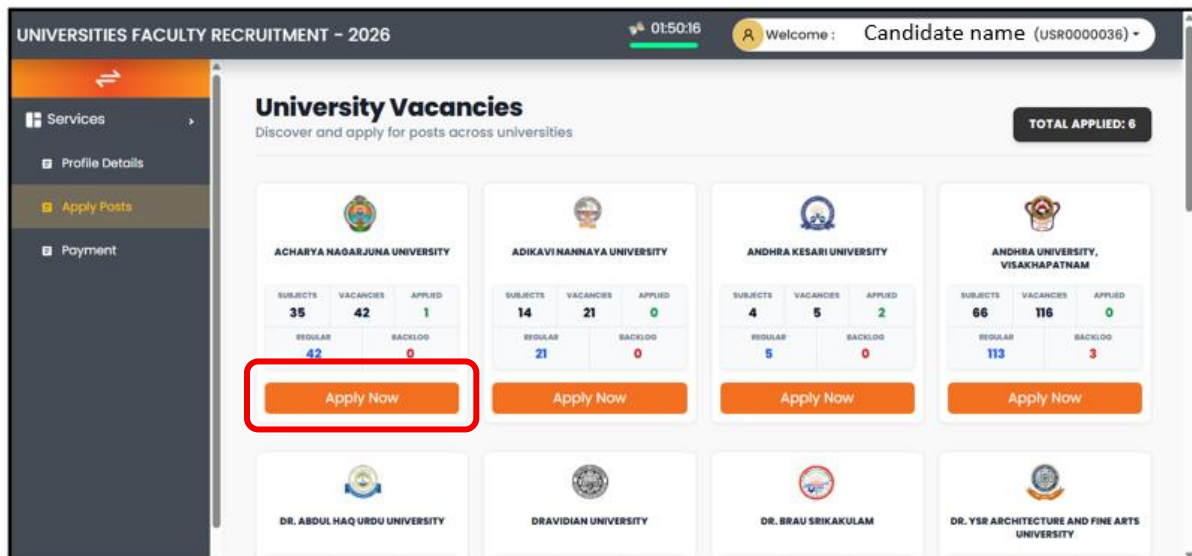 UNIVERSITIES FACULTY RECRUITMENT - 2026
01:50:16
Welcome : Candidate name (USR0000036)
Services
Profile Details
Apply Posts
Payment
University Vacancies
Discover and apply for posts across universities
TOTAL APPLIED: 6
ACHARYA NAGARJUNA UNIVERSITY
SUBJECTS VACANCIES APPLIED
35 42 1
REGULAR BACKLOG
42 0
Apply Now
ADIKAVI NANNAYA UNIVERSITY
SUBJECTS VACANCIES APPLIED
14 21 0
REGULAR BACKLOG
21 0
Apply Now
ANDHRA KESARI UNIVERSITY
SUBJECTS VACANCIES APPLIED
4 5 2
REGULAR BACKLOG
5 0
Apply Now
ANDHRA UNIVERSITY,
VISAKHAPATNAM
SUBJECTS VACANCIES APPLIED
66 116 0
REGULAR BACKLOG
113 3
Apply Now
DR. ABDUL HAQ URDU UNIVERSITY
DRAVIDIAN UNIVERSITY
DR. BRAU SRIKAKULAM
DR. YSR ARCHITECTURE AND FINE ARTS
UNIVERSITY